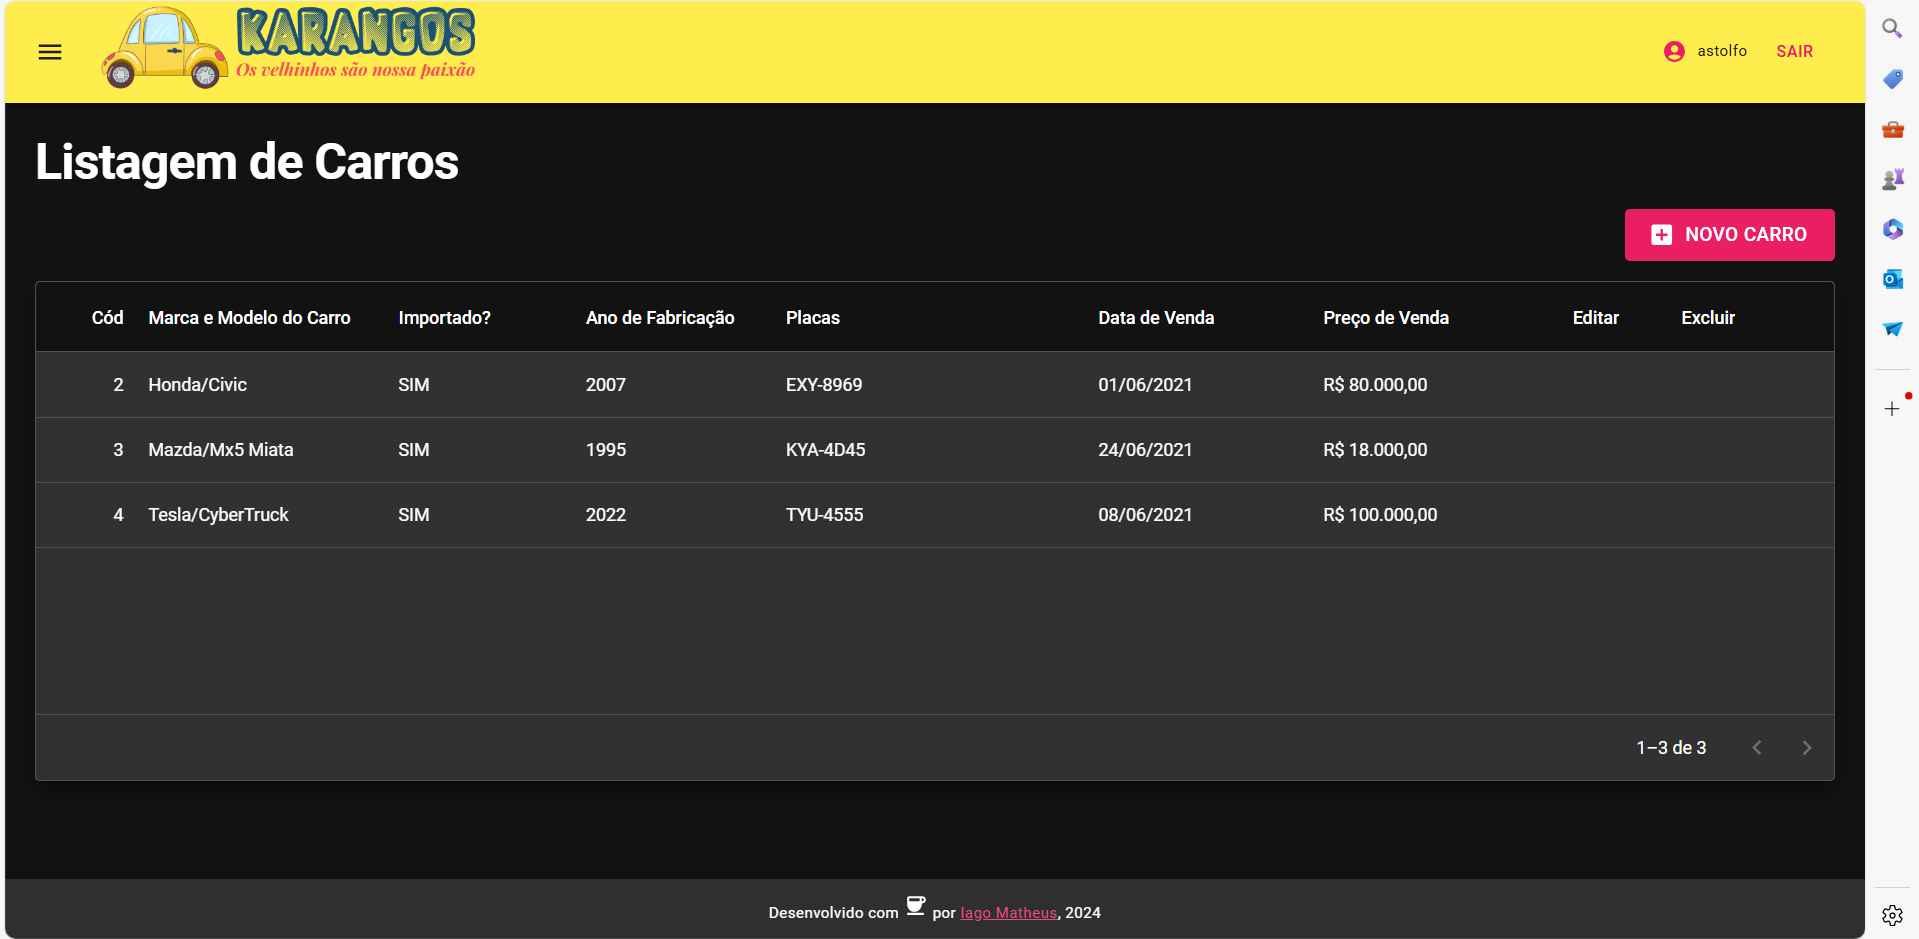 KARANGOS
Os velhinhos são nossa paixão
astolfo SAIR
Listagem de Carros
NOVO CARRO
Cód Marca e Modelo do Carro Importado? Ano de Fabricação Placas Data de Venda Preço de Venda Editar Excluir
2 Honda/Civic SIM 2007 EXY-8969 01/06/2021 R$ 80.000,00
3 Mazda/Mx5 Miata SIM 1995 KYA-4D45 24/06/2021 R$ 18.000,00
4 Tesla/CyberTruck SIM 2022 TYU-4555 08/06/2021 R$ 100.000,00
1–3 de 3
Desenvolvido com por Iago Matheus, 2024